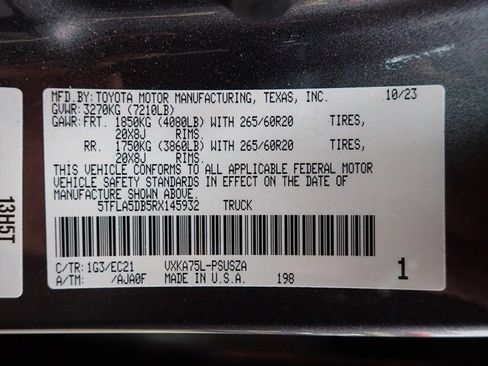 MFD.BY: TOYOTA MOTOR MANUFACTURING, TEXAS, INC. 10/23
GVWR: 3270KG (7210LB)
GAWR: FRT. 1850KG (4080LB) WITH 265/60R20 TIRES,
20X8J RIMS.
RR. 1750KG (3860LB) WITH 265/60R20 TIRES,
20X8J RIMS.
THIS VEHICLE CONFORMS TO ALL APPLICABLE FEDERAL MOTOR
VEHICLE SAFETY STANDARDS IN EFFECT ON THE DATE OF
MANUFACTURE SHOWN ABOVE.
5TFLA5DB5RX145932 TRUCK
C/TR: 1G3/EC21 VXKA75L-PSUSZA
A/TM: /AJA0F MADE IN U.S.A. 198
1
13H5T